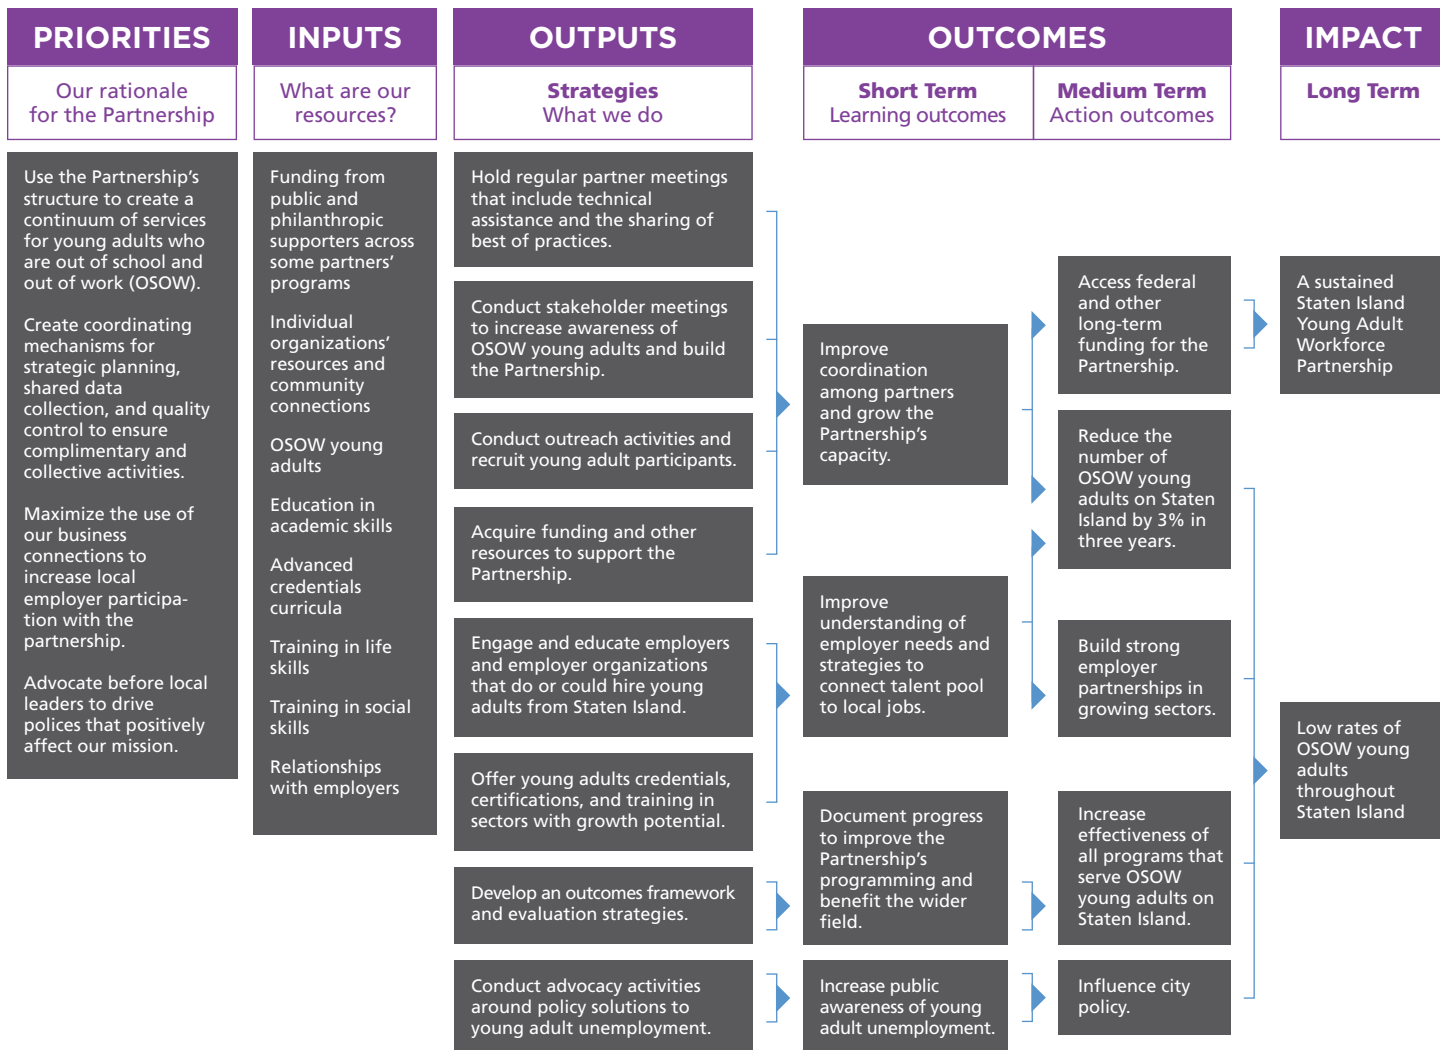 PRIORITIES
Our rationale
for the Partnership
Use the Partnership's
structure to create a
continuum of services
for young adults who
are out of school and
out of work (OSOW).
Create coordinating
mechanisms for
strategic planning,
shared data
collection, and quality
control to ensure
complimentary and
collective activities.
Maximize the use of
our business
connections to
increase local
employer participa-
tion with the
partnership.
Advocate before local
leaders to drive
polices that positively
affect our mission.
INPUTS
What are our
resources?
Funding from
public and
philanthropic
supporters across
some partners'
programs
Individual
organizations'
resources and
community
connections
OSOW young
adults
Education in
academic skills
Advanced
credentials
curricula
Training in life
skills
Training in social
skills
Relationships
with employers
OUTPUTS
Strategies
What we do
Hold regular partner meetings
that include technical
assistance and the sharing of
best of practices.
Conduct stakeholder meetings
to increase awareness of
OSOW young adults and build
the Partnership.
Conduct outreach activities and
recruit young adult participants.
Acquire funding and other
resources to support the
Partnership.
Engage and educate employers
and employer organizations
that do or could hire young
adults from Staten Island.
Offer young adults credentials,
certifications, and training in
sectors with growth potential.
Develop an outcomes framework
and evaluation strategies.
Conduct advocacy activities
around policy solutions to
young adult unemployment.
OUTCOMES
Short Term
Learning outcomes
Improve
coordination
among partners
and grow the
Partnership's
capacity.
Improve
understanding of
employer needs and
strategies to
connect talent pool
to local jobs.
Document progress
to improve the
Partnership's
programming and
benefit the wider
field.
Increase public
awareness of young
adult unemployment.
Medium Term
Action outcomes
Access federal
and other
long-term
funding for the
Partnership.
Reduce the
number of
OSOW young
adults on Staten
Island by 3% in
three years.
Build strong
employer
partnerships in
growing sectors.
Increase
effectiveness of
all programs that
serve OSOW
young adults on
Staten Island.
Influence city
policy.
IMPACT
Long Term
A sustained
Staten Island
Young Adult
Workforce
Partnership
Low rates of
OSOW young
adults
throughout
Staten Island